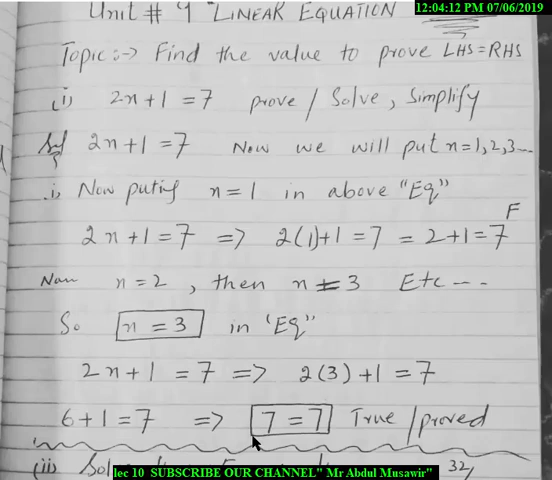 Unit # 4 "LINEAR EQUATION
12:04:12 PM 07/06/2019
Topic :-> Find the value to prove LHS=RHS
(i) 2n+1=7 prove / Solve, Simplify
Sol 2n+1=7 Now we will put n=1,2,3...
Now puting n=1 in above "Eq"
2n+1=7 => 2(1)+1=7 = 2+1=7 F
Now n=2, then n=3 Etc --
So n = 3 in "Eq"
2n+1 = 7 => 2(3)+1=7
6+1=7 => 7=7 True/proved
(ii)
32,
lec 10 SUBSCRIBE OUR CHANNEL" Mr Abdul Musawir"